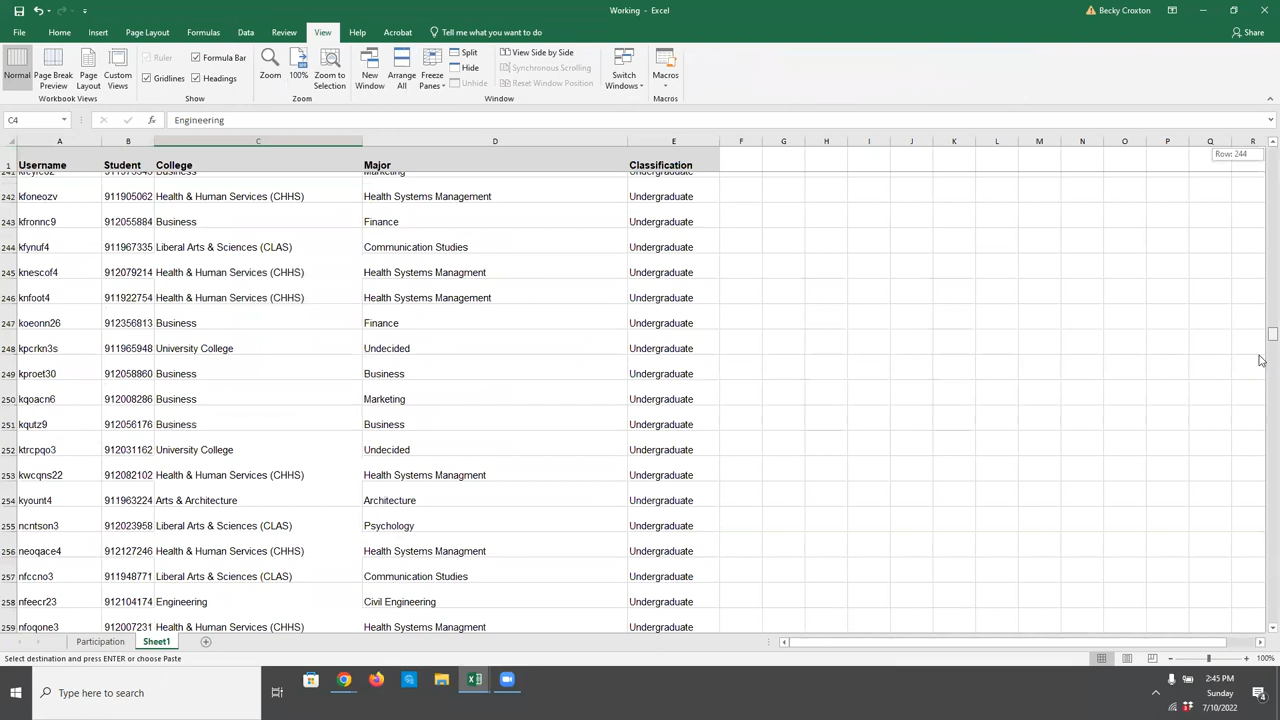 Working - Excel
Becky Croxton
File Home Insert Page Layout Formulas Data Review View Help Acrobat Tell me what you want to do Share
Normal Page Break Preview Page Layout Custom Views Workbook Views
Ruler Formula Bar Gridlines Headings Show
Zoom 100% Zoom to Selection Zoom
New Window Arrange All Freeze Panes Split Hide Unhide View Side by Side Synchronous Scrolling Reset Window Position Switch Windows Window
Macros Macros
C4 Engineering
A B C D E F G H I J K L M N O P Q R
1 Username Student College Major Classification
Row: 244
242 kfoneozv 911905062 Health & Human Services (CHHS) Health Systems Management Undergraduate
243 kfronnc9 912055884 Business Finance Undergraduate
244 kfynuf4 911967335 Liberal Arts & Sciences (CLAS) Communication Studies Undergraduate
245 knescof4 912079214 Health & Human Services (CHHS) Health Systems Managment Undergraduate
246 knfoot4 911922754 Health & Human Services (CHHS) Health Systems Management Undergraduate
247 koeonn26 912356813 Business Finance Undergraduate
248 kpcrkn3s 911965948 University College Undecided Undergraduate
249 kproet30 912058860 Business Business Undergraduate
250 kqoacn6 912008286 Business Marketing Undergraduate
251 kqutz9 912056176 Business Business Undergraduate
252 ktrcpqo3 912031162 University College Undecided Undergraduate
253 kwcqns22 912082102 Health & Human Services (CHHS) Health Systems Managment Undergraduate
254 kyount4 911963224 Arts & Architecture Architecture Undergraduate
255 ncntson3 912023958 Liberal Arts & Sciences (CLAS) Psychology Undergraduate
256 neoqace4 912127246 Health & Human Services (CHHS) Health Systems Managment Undergraduate
257 nfccno3 911948771 Liberal Arts & Sciences (CLAS) Communication Studies Undergraduate
258 nfeecr23 912104174 Engineering Civil Engineering Undergraduate
259 nfoqone3 912007231 Health & Human Services (CHHS) Health Systems Managment Undergraduate
Participation Sheet1
Select destination and press ENTER or choose Paste
100%
Type here to search
2:45 PM
Sunday
7/10/2022